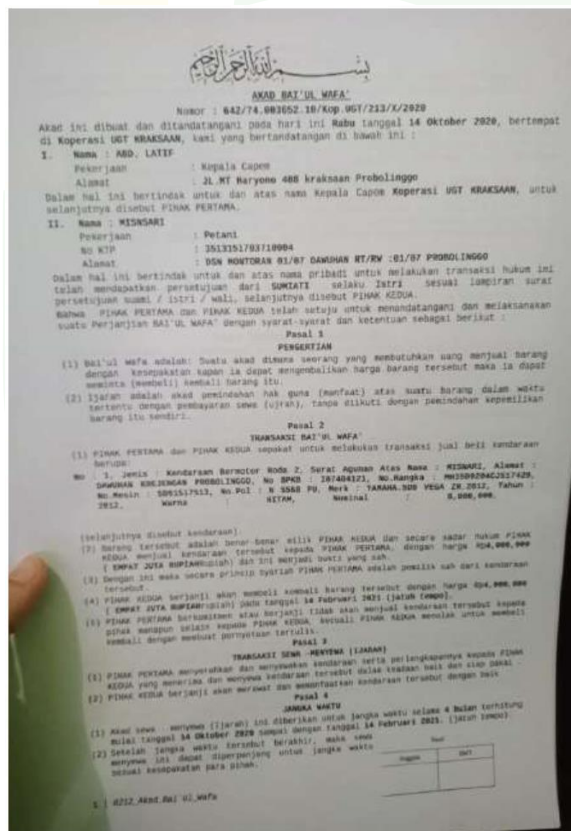 بسم الله الرحمن الرحيم
AKAD BAI'UL WAFA'
Nomor : 642/74.003652.10/Kop.UGT/213/X/2020
Akad ini dibuat dan ditandatangani pada hari ini Rabu tanggal 14 Oktober 2020, bertempat
di Koperasi UGT KRAKSAAN, kami yang bertandatangan di bawah ini :
I. Nama : ABD. LATIF
Pekerjaan : Kepala Capem
Alamat : JL.MT Haryono 48B kraksaan Probolinggo
Dalam hal ini bertindak untuk dan atas nama Kepala Capem Koperasi UGT KRAKSAAN, untuk
selanjutnya disebut PIHAK PERTAMA.
II. Nama : MISNSARI
Pekerjaan : Petani
No KTP : 3513151703710004
Alamat : DSN MONTORAN 01/07 DAWUHAN RT/RW :01/07 PROBOLINGGO
Dalam hal ini bertindak untuk dan atas nama pribadi untuk melakukan transaksi hukum ini
telah mendapatkan persetujuan dari SUMIATI selaku Istri sesuai lampiran surat
persetujuan suami / istri / wali, selanjutnya disebut PIHAK KEDUA.
Bahwa PIHAK PERTAMA dan PIHAK KEDUA telah setuju untuk menandatangani dan melaksanakan
suatu Perjanjian BAI'UL WAFA' dengan syarat-syarat dan ketentuan sebagai berikut :
Pasal 1
PENGERTIAN
(1) Bai'ul wafa adalah: Suatu akad dimana seorang yang membutuhkan uang menjual barang
dengan kesepakatan kapan ia dapat mengembalikan harga barang tersebut maka ia dapat
meminta (membeli) kembali barang itu.
(2) Ijarah adalah akad pemindahan hak guna (manfaat) atas suatu barang dalam waktu
tertentu dengan pembayaran sewa (ujrah), tanpa diikuti dengan pemindahan kepemilikan
barang itu sendiri.
Pasal 2
TRANSAKSI BAI'UL WAFA'
(1) PIHAK PERTAMA dan PIHAK KEDUA sepakat untuk melakukan transaksi jual beli kendaraan
berupa:
No : 1, Jenis : Kendaraan Bermotor Roda 2, Surat Agunan Atas Nama : MISNARI, Alamat :
DAWUHAN KREJENGAN PROBOLINGGO, No BPKB : No.Rangka :
No.Mesin : No.Pol : N 5568 PU, Merk : YAMAHA.SDB VEGA ZR 2012, Tahun :
2012, Warna : HITAM, Nominal : 8,000,000.
(selanjutnya disebut kendaraan).
(2) Barang tersebut adalah benar-benar milik PIHAK KEDUA dan secara sadar hukum PIHAK
KEDUA menjual kendaraan tersebut kepada PIHAK PERTAMA, dengan harga Rp4,000,000
( EMPAT JUTA RUPIAHrupiah) dan ini menjadi bukti yang sah.
(3) Dengan ini maka secara prinsip syariah PIHAK PERTAMA adalah pemilik sah dari kendaraan
tersebut.
(4) PIHAK KEDUA berjanji akan membeli kembali barang tersebut dengan harga Rp4,000,000
( EMPAT JUTA RUPIAHrupiah) pada tanggal 14 Februari 2021 (jatuh tempo).
(5) PIHAK PERTAMA berkomitmen atau berjanji tidak akan menjual kendaraan tersebut kepada
pihak manapun selain kepada PIHAK KEDUA, kecuali PIHAK KEDUA menolak untuk membeli
kembali dengan membuat pernyataan tertulis.
Pasal 3
TRANSAKSI SEWA -MENYEWA (IJARAH)
(1) PIHAK PERTAMA menyerahkan dan menyewakan kendaraan serta perlengkapannya kepada PIHAK
KEDUA yang menerima dan menyewa kendaraan tersebut dalam keadaan baik dan siap pakai.
(2) PIHAK KEDUA berjanji akan merawat dan memanfaatkan kendaraan tersebut dengan baik
Pasal 4
JANGKA WAKTU
(1) Akad sewa - menyewa (Ijarah) ini diberikan untuk jangka waktu selama 4 Bulan terhitung
mulai tanggal 14 Oktober 2020 sampai dengan tanggal 14 Februari 2021. (jatuh tempo)
(2) Setelah jangka waktu tersebut berakhir, maka sewa
menyewa ini dapat diperpanjang untuk jangka waktu
sesuai kesepakatan para pihak.
Paraf
Anggota
1 | 0212_Akad_Bai'ul_Wafa